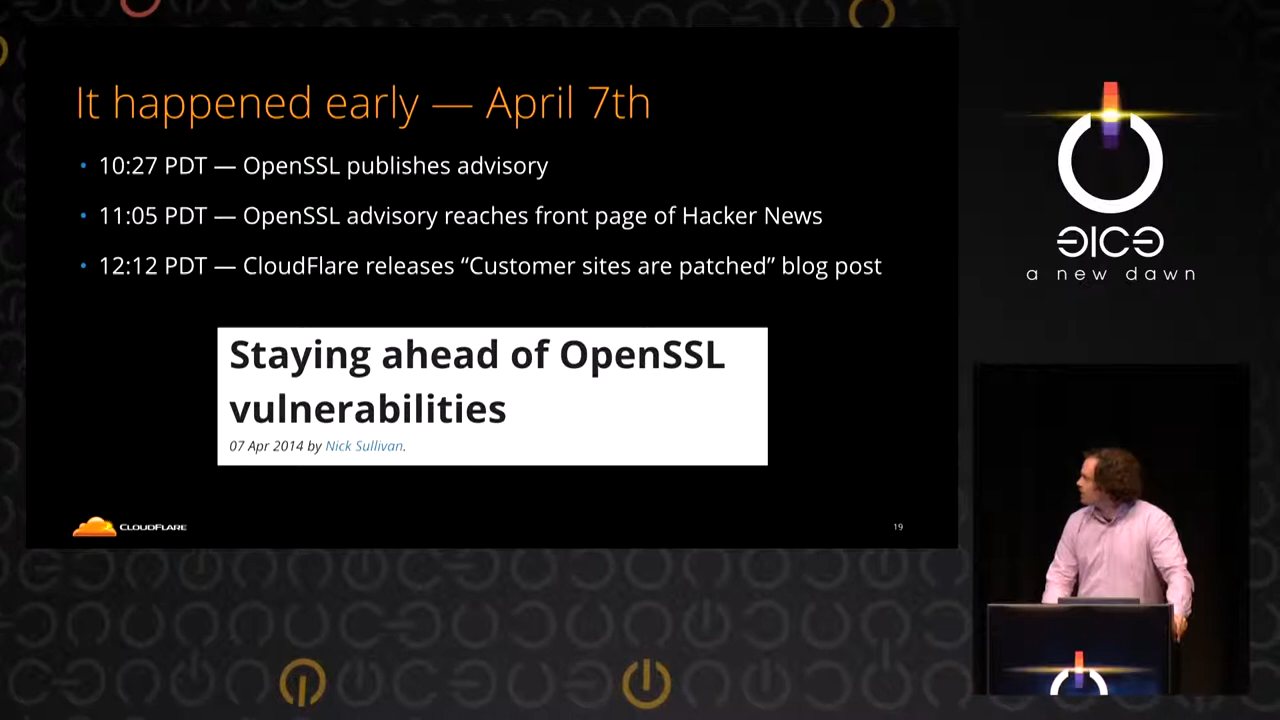 It happened early — April 7th
• 10:27 PDT — OpenSSL publishes advisory
• 11:05 PDT — OpenSSL advisory reaches front page of Hacker News
• 12:12 PDT — CloudFlare releases “Customer sites are patched” blog post
Staying ahead of OpenSSL
vulnerabilities
07 Apr 2014 by Nick Sullivan.
CLOUDFLARE
19
a new dawn